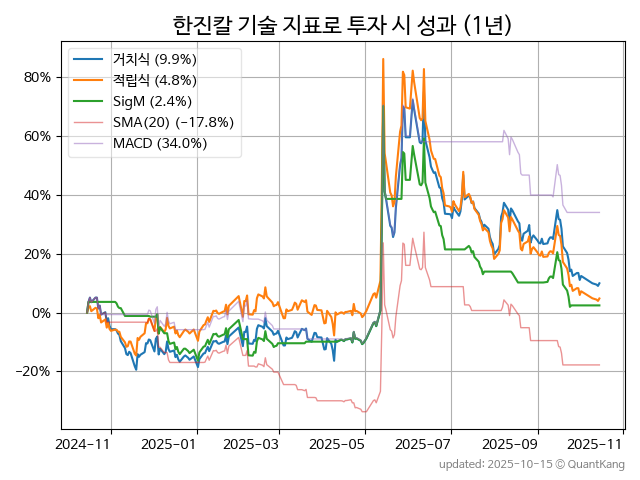 한진칼 기술 지표로 투자 시 성과 (1년)
거치식 (9.9%)
적립식 (4.8%)
SigM (2.4%)
SMA(20) (−17.8%)
MACD (34.0%)
80%
60%
40%
20%
0%
−20%
2024−11 2025−01 2025−03 2025−05 2025−07 2025−09 2025−11
updated: 2025-10-15 © QuantKang